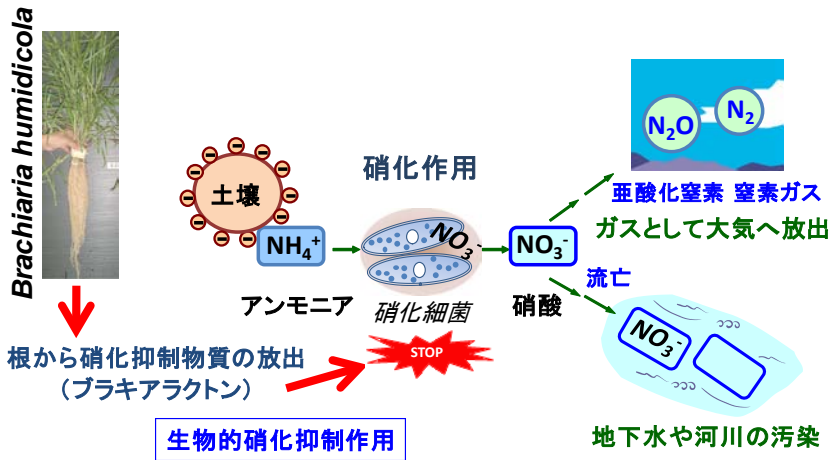 Brachiaria humidicola
土壌
NH₄⁺
アンモニア
硝化作用
NO₃⁻
硝化細菌
STOP
NO₃⁻
硝酸
N₂O
N₂
亜酸化窒素 窒素ガス
ガスとして大気へ放出
流亡
NO₃⁻
地下水や河川の汚染
根から硝化抑制物質の放出
(ブラキアラクトン)
生物的硝化抑制作用